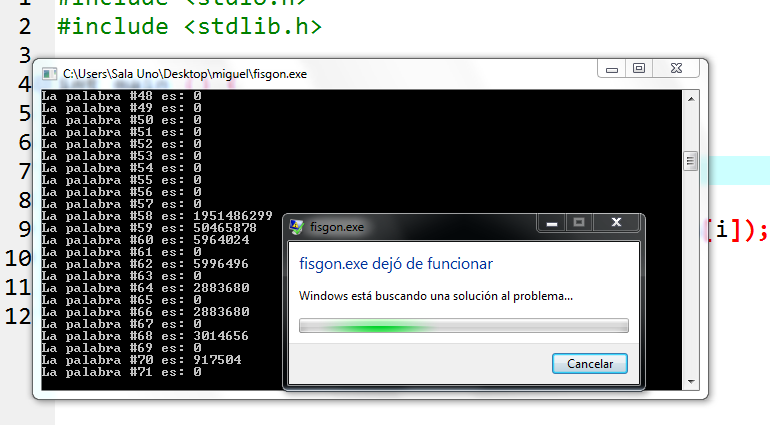 1 #include <stdio.h>
2 #include <stdlib.h>
3
C:\Users\Sala Uno\Desktop\miguel\fisgon.exe
4
La palabra #48 es: 0
La palabra #49 es: 0
5
La palabra #50 es: 0
La palabra #51 es: 0
6
La palabra #52 es: 0
La palabra #53 es: 0
La palabra #54 es: 0
7
La palabra #55 es: 0
La palabra #56 es: 0
La palabra #57 es: 0
8
La palabra #58 es: 1951486299
La palabra #59 es: 50465878
fisgon.exe
9 [i]);
La palabra #60 es: 5964024
La palabra #61 es: 0
10
La palabra #62 es: 5996496
fisgon.exe dejó de funcionar
La palabra #63 es: 0
11
La palabra #64 es: 2883680
La palabra #65 es: 0
Windows está buscando una solución al problema...
La palabra #66 es: 2883680
12
La palabra #67 es: 0
La palabra #68 es: 3014656
La palabra #69 es: 0
La palabra #70 es: 917504
Cancelar
La palabra #71 es: 0